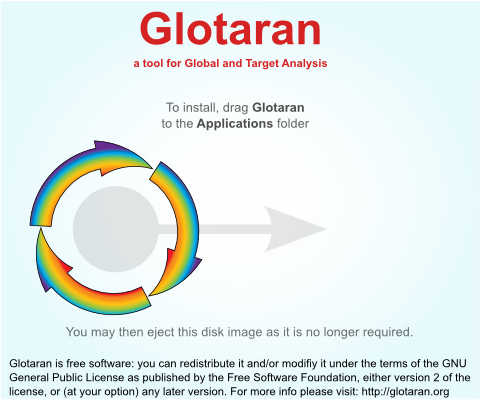 Glotaran
a tool for Global and Target Analysis
To install, drag Glotaran
to the Applications folder
You may then eject this disk image as it is no longer required.
Glotaran is free software: you can redistribute it and/or modifiy it under the terms of the GNU
General Public License as published by the Free Software Foundation, either version 2 of the
license, or (at your option) any later version. For more info please visit: http://glotaran.org